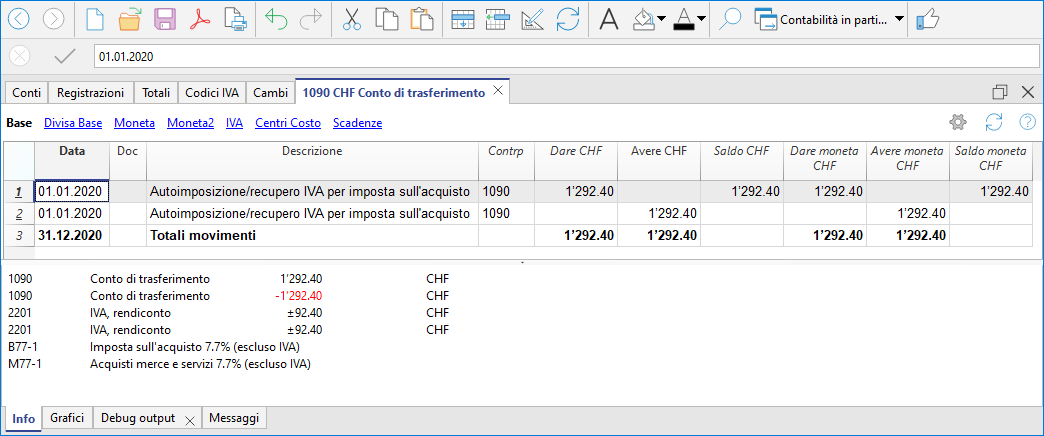 Contabilità in parti...
01.01.2020
Conti Registrazioni Totali Codici IVA Cambi 1090 CHF Conto di trasferimento
Base Divisa Base Moneta Moneta2 IVA Centri Costo Scadenze
Data Doc Descrizione Contrp Dare CHF Avere CHF Saldo CHF Dare moneta CHF Avere moneta CHF Saldo moneta CHF
1 01.01.2020 Autoimposizione/recupero IVA per imposta sull'acquisto 1090 1'292.40 1'292.40 1'292.40 1'292.40
2 01.01.2020 Autoimposizione/recupero IVA per imposta sull'acquisto 1090 1'292.40 1'292.40
3 31.12.2020 Totali movimenti 1'292.40 1'292.40 1'292.40 1'292.40
1090 Conto di trasferimento 1'292.40 CHF
1090 Conto di trasferimento -1'292.40 CHF
2201 IVA, rendiconto ±92.40 CHF
2201 IVA, rendiconto ±92.40 CHF
B77-1 Imposta sull'acquisto 7.7% (escluso IVA)
M77-1 Acquisti merce e servizi 7.7% (escluso IVA)
Info Grafici Debug output Messaggi